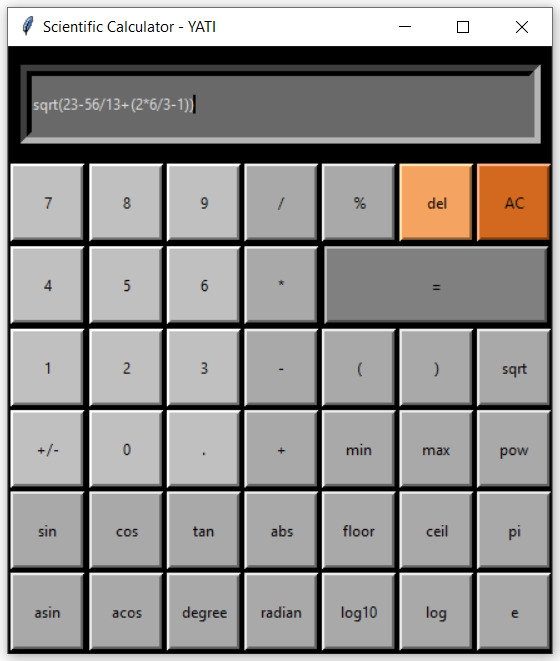 Scientific Calculator - YATI
sqrt(23-56/13+(2*6/3-1))
7 8 9 / % del AC
4 5 6 * =
1 2 3 - ( ) sqrt
+/- 0 . + min max pow
sin cos tan abs floor ceil pi
asin acos degree radian log10 log e